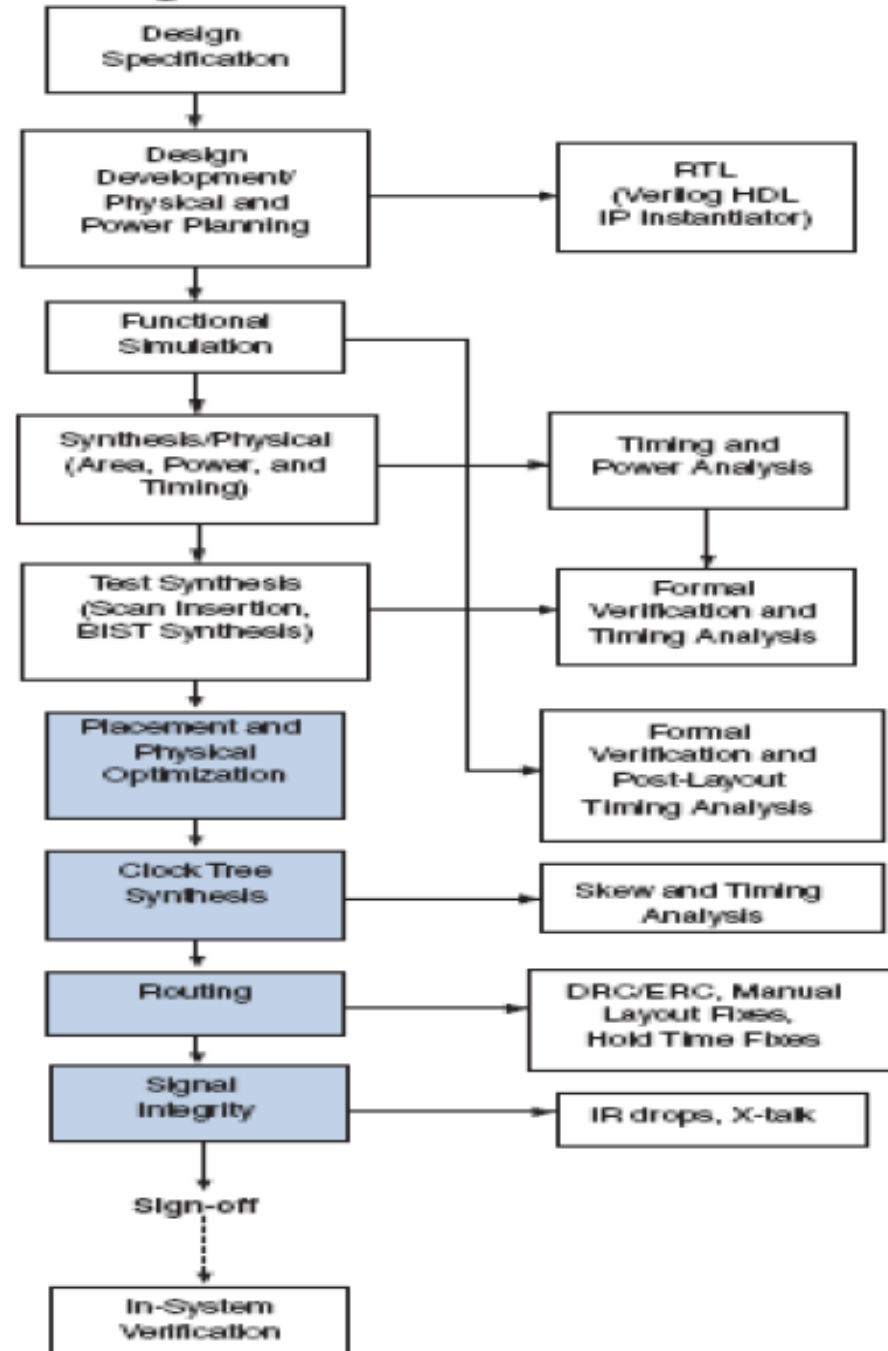 Design
Specification
Design
Development/
Physical and
Power Planning
RTL
(Verilog HDL
IP Instantiator)
Functional
Simulation
Synthesis/Physical
(Area, Power, and
Timing)
Timing and
Power Analysis
Test Synthesis
(Scan Insertion,
BIST Synthesis)
Formal
Verification and
Timing Analysis
Placement and
Physical
Optimization
Formal
Verification and
Post-Layout
Timing Analysis
Clock Tree
Synthesis
Skew and Timing
Analysis
Routing
DRC/ERC, Manual
Layout Fixes,
Hold Time Fixes
Signal
Integrity
IR drops, X-talk
Sign-off
In-System
Verification